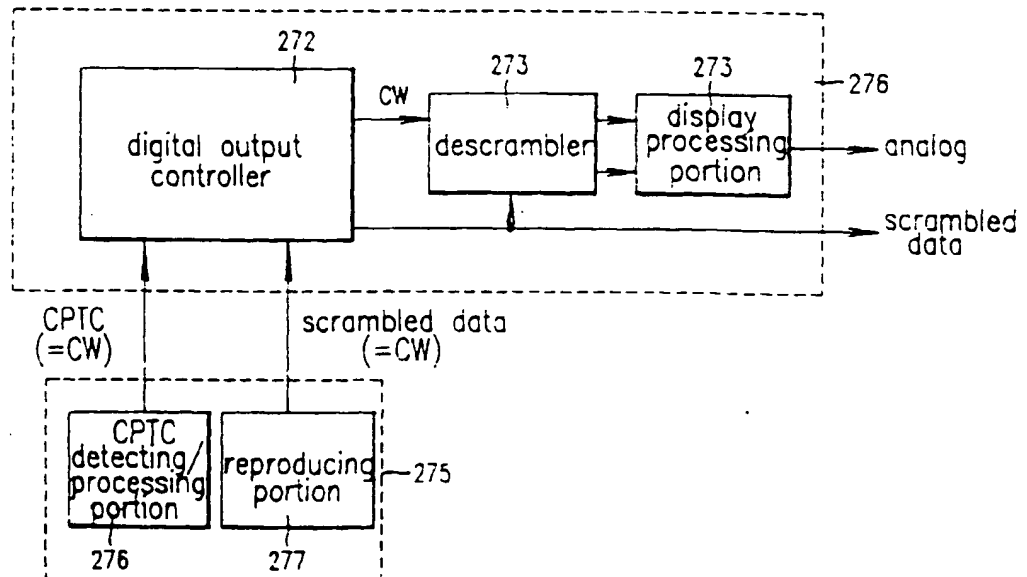 272
digital output
controller
CW
273
descrambler
273
display
processing
portion
276
analog
scrambled
data
CPTC
(=CW)
scrambled data
(=CW)
CPTC
detecting/
processing
portion
276
reproducing
portion
277
275